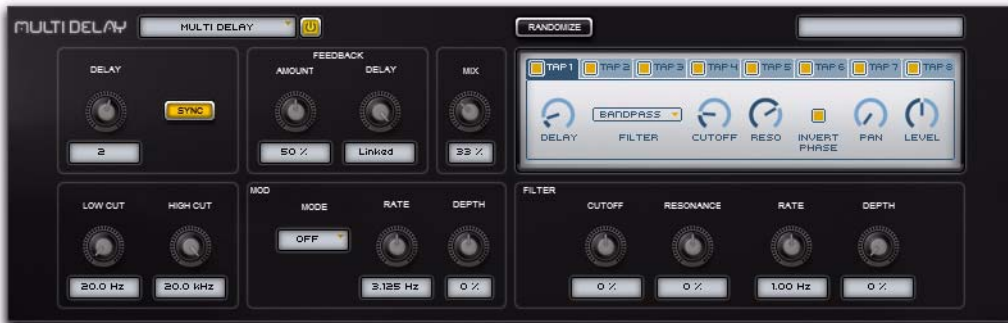 MULTI DELAY
MULTI DELAY
RANDOMIZE
DELAY
SYNC
2
FEEDBACK
AMOUNT
DELAY
50 %
Linked
MIX
33 %
TAP 1 TAP 2 TAP 3 TAP 4 TAP 5 TAP 6 TAP 7 TAP 8
BANDPASS
DELAY FILTER CUTOFF RESO INVERT PHASE PAN LEVEL
LOW CUT
HIGH CUT
20.0 Hz
20.0 kHz
MOD
MODE
RATE
DEPTH
OFF
3.125 Hz
0 %
FILTER
CUTOFF
RESONANCE
RATE
DEPTH
0 %
0 %
1.00 Hz
0 %